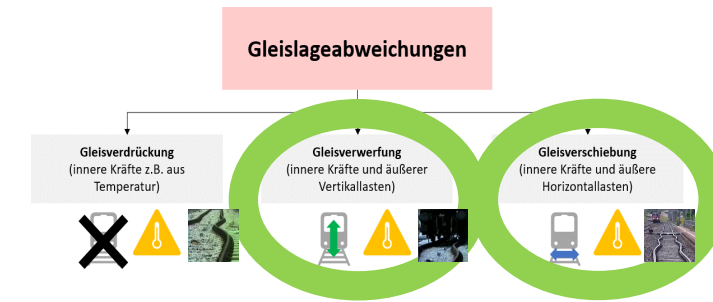 Gleislageabweichungen
Gleisverdrückung
(innere Kräfte z.B. aus
Temperatur)
Gleisverwerfung
(innere Kräfte und äußerer
Vertikallasten)
Gleisverschiebung
(innere Kräfte und äußere
Horizontallasten)